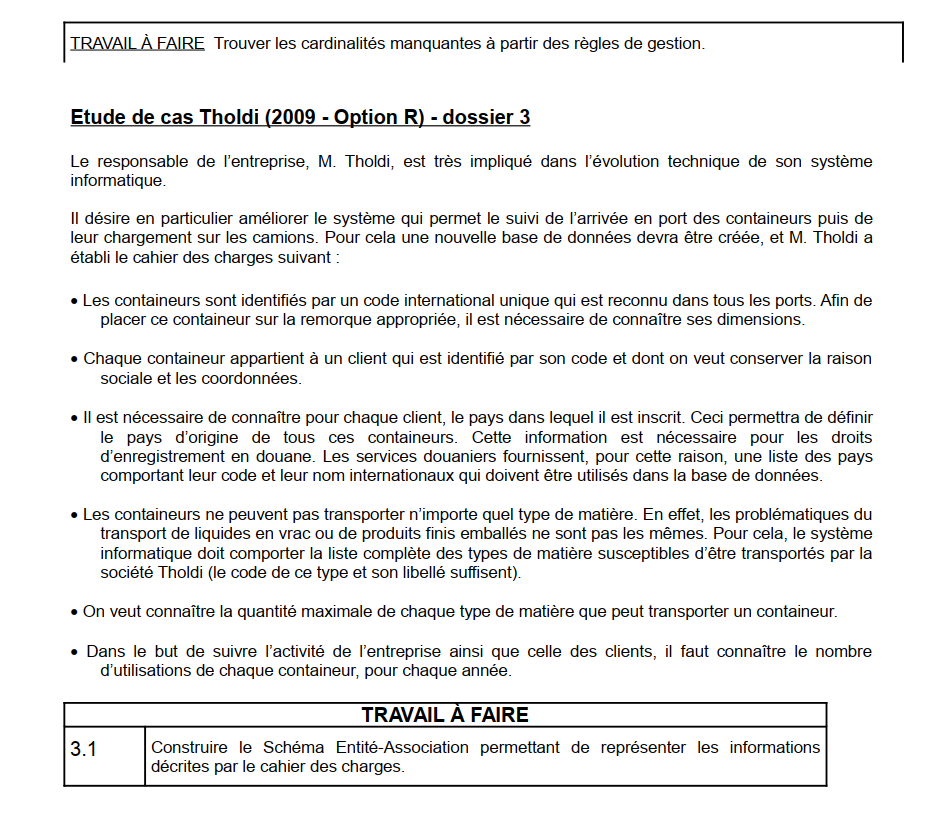 TRAVAIL À FAIRE Trouver les cardinalités manquantes à partir des règles de gestion.
Etude de cas Tholdi (2009 - Option R) - dossier 3
Le responsable de l'entreprise, M. Tholdi, est très impliqué dans l'évolution technique de son système
informatique.
Il désire en particulier améliorer le système qui permet le suivi de l'arrivée en port des containeurs puis de
leur chargement sur les camions. Pour cela une nouvelle base de données devra être créée, et M. Tholdi a
établi le cahier des charges suivant :
• Les containeurs sont identifiés par un code international unique qui est reconnu dans tous les ports. Afin de
placer ce containeur sur la remorque appropriée, il est nécessaire de connaître ses dimensions.
• Chaque containeur appartient à un client qui est identifié par son code et dont on veut conserver la raison
sociale et les coordonnées.
• Il est nécessaire de connaître pour chaque client, le pays dans lequel il est inscrit. Ceci permettra de définir
le pays d'origine de tous ces containeurs. Cette information est nécessaire pour les droits
d'enregistrement en douane. Les services douaniers fournissent, pour cette raison, une liste des pays
comportant leur code et leur nom internationaux qui doivent être utilisés dans la base de données.
• Les containeurs ne peuvent pas transporter n'importe quel type de matière. En effet, les problématiques du
transport de liquides en vrac ou de produits finis emballés ne sont pas les mêmes. Pour cela, le système
informatique doit comporter la liste complète des types de matière susceptibles d'être transportés par la
société Tholdi (le code de ce type et son libellé suffisent).
• On veut connaître la quantité maximale de chaque type de matière que peut transporter un containeur.
• Dans le but de suivre l'activité de l'entreprise ainsi que celle des clients, il faut connaître le nombre
d'utilisations de chaque containeur, pour chaque année.
TRAVAIL À FAIRE
3.1 Construire le Schéma Entité-Association permettant de représenter les informations
décrites par le cahier des charges.